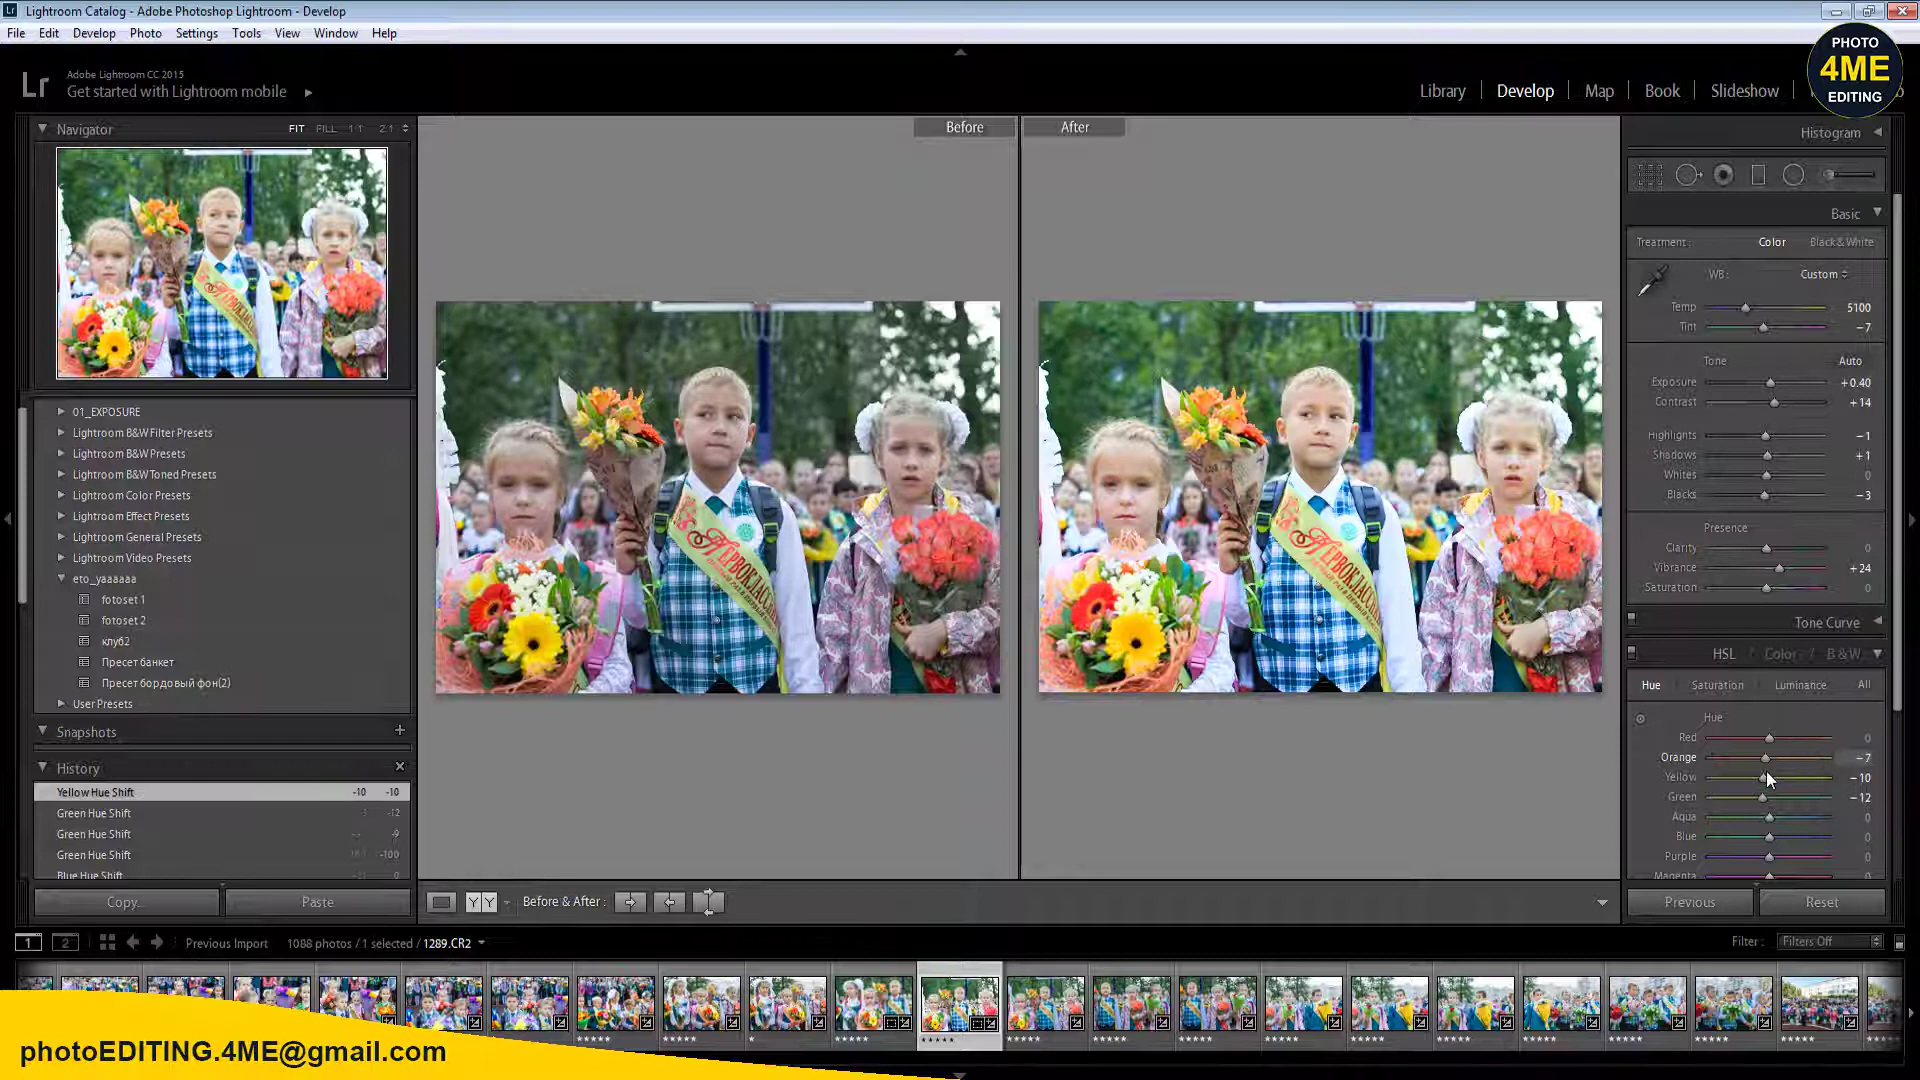 Lightroom Catalog - Adobe Photoshop Lightroom - Develop
File Edit Develop Photo Settings Tools View Window Help
PHOTO
4ME
EDITING
Lr
Adobe Lightroom CC 2015
Get started with Lightroom mobile
Library Develop Map Book Slideshow
Navigator FIT FILL 1:1 2:1
Before After
Histogram
Basic
Treatment: Color Black & White
WB: Custom
Temp 5100
Tint -7
Tone Auto
Exposure +0.40
Contrast +14
Highlights -1
Shadows +1
Whites 0
Blacks -3
Presence
Clarity 0
Vibrance +24
Saturation 0
Tone Curve
HSL / Color / B & W
Hue Saturation Luminance All
Hue
Red 0
Orange -7
Yellow -10
Green -12
Aqua 0
Blue 0
Purple 0
Magenta 0
Previous Reset
01_EXPOSURE
Lightroom B&W Filter Presets
Lightroom B&W Presets
Lightroom B&W Toned Presets
Lightroom Color Presets
Lightroom Effect Presets
Lightroom General Presets
Lightroom Video Presets
eto_yaaaaaa
fotoset 1
fotoset 2
клуб2
Пресет банкет
Пресет бордовый фон(2)
User Presets
Snapshots +
History ×
Yellow Hue Shift -10 -10
Green Hue Shift -12
Green Hue Shift -9
Green Hue Shift -100
Blue Hue Shift 0
Copy... Paste
Before & After :
1 2 Previous Import 1088 photos / 1 selected / 1289.CR2
Filter : Filters Off
photoEDITING.4ME@gmail.com